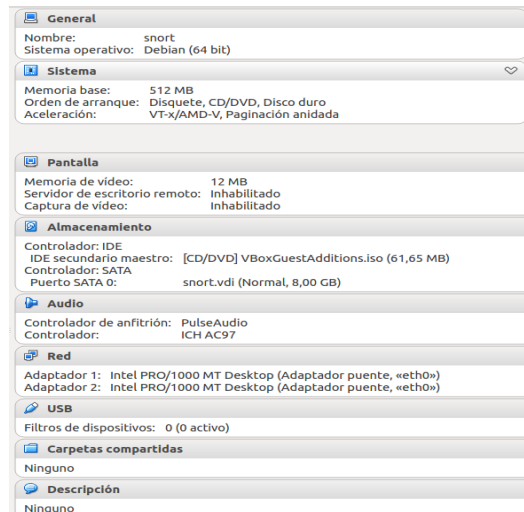 General
Nombre: snort
Sistema operativo: Debian (64 bit)
Sistema
Memoria base: 512 MB
Orden de arranque: Disquete, CD/DVD, Disco duro
Aceleración: VT-x/AMD-V, Paginación anidada
Pantalla
Memoria de vídeo: 12 MB
Servidor de escritorio remoto: Inhabilitado
Captura de vídeo: Inhabilitado
Almacenamiento
Controlador: IDE
IDE secundario maestro: [CD/DVD] VBoxGuestAdditions.iso (61,65 MB)
Controlador: SATA
Puerto SATA 0: snort.vdi (Normal, 8,00 GB)
Audio
Controlador de anfitrión: PulseAudio
Controlador: ICH AC97
Red
Adaptador 1: Intel PRO/1000 MT Desktop (Adaptador puente, «eth0»)
Adaptador 2: Intel PRO/1000 MT Desktop (Adaptador puente, «eth0»)
USB
Filtros de dispositivos: 0 (0 activo)
Carpetas compartidas
Ninguno
Descripción
Ninguno